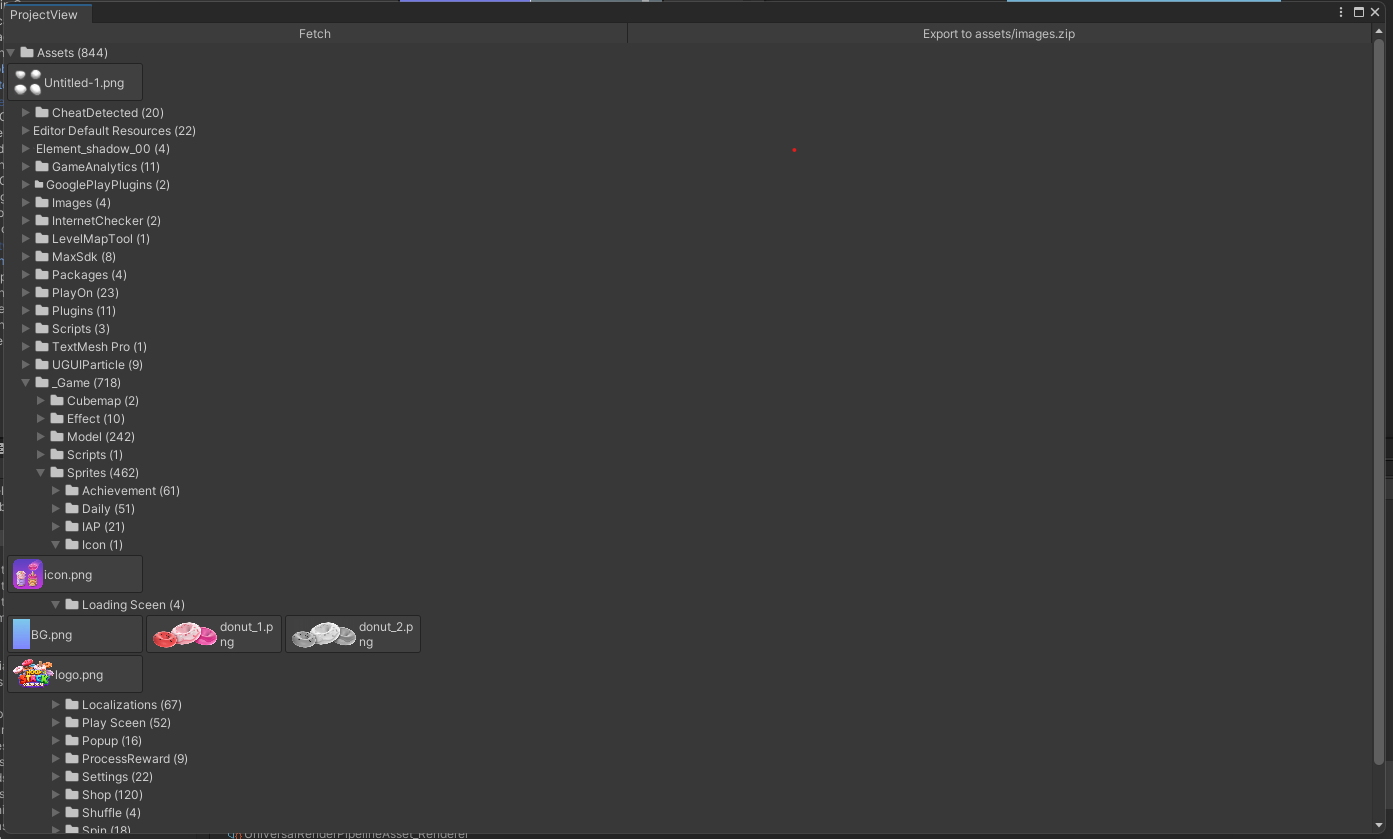 ProjectView
Fetch
Export to assets/images.zip
Assets (844)
Untitled-1.png
CheatDetected (20)
Editor Default Resources (22)
Element_shadow_00 (4)
GameAnalytics (11)
GooglePlayPlugins (2)
Images (4)
InternetChecker (2)
LevelMapTool (1)
MaxSdk (8)
Packages (4)
PlayOn (23)
Plugins (11)
Scripts (3)
TextMesh Pro (1)
UGUIParticle (9)
_Game (718)
Cubemap (2)
Effect (10)
Model (242)
Scripts (1)
Sprites (462)
Achievement (61)
Daily (51)
IAP (21)
Icon (1)
icon.png
Loading Sceen (4)
BG.png
donut_1.p
ng
donut_2.p
ng
logo.png
Localizations (67)
Play Sceen (52)
Popup (16)
ProcessReward (9)
Settings (22)
Shop (120)
Shuffle (4)
Spin (18)
UniversalRenderPipelineAsset_Renderer